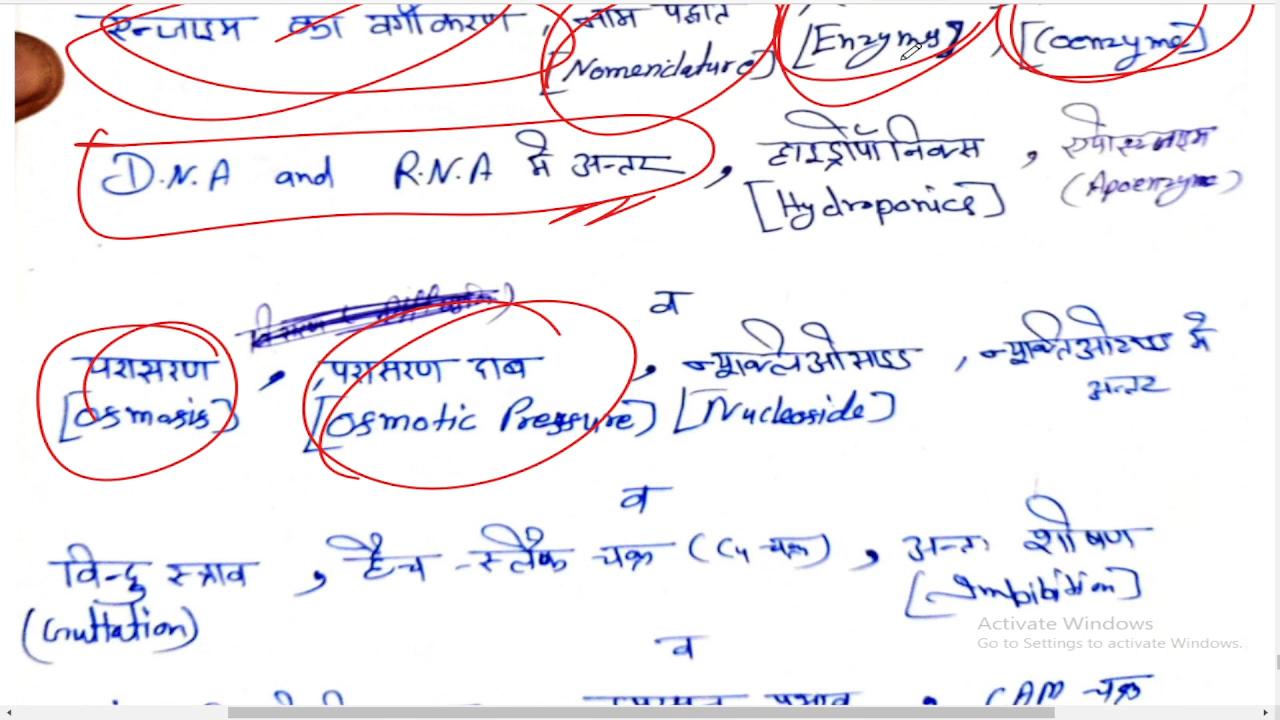 एन्जाइम का वर्गीकरण , नाम पद्धति
[Nomenclature] , [Enzyme] , [Coenzyme]
D.N.A and R.N.A में अन्तर , हाइड्रोपॉनिक्स , एपोएन्जाइम
[Hydroponics] (Apoenzyme)
व
परासरण , परासरण दाब , न्यूक्लिओसाइड , न्यूक्लिओटाइड में
अन्तर
[Osmasis] [Osmotic Pressure] [Nucleoside]
व
विन्दु स्त्राव , हैच - स्लैक चक्र (C4 चक्र) , अन्तः शोषण
(Guttation) [Imbibition]
Activate Windows
Go to Settings to activate Windows.
व
CAM चक्र